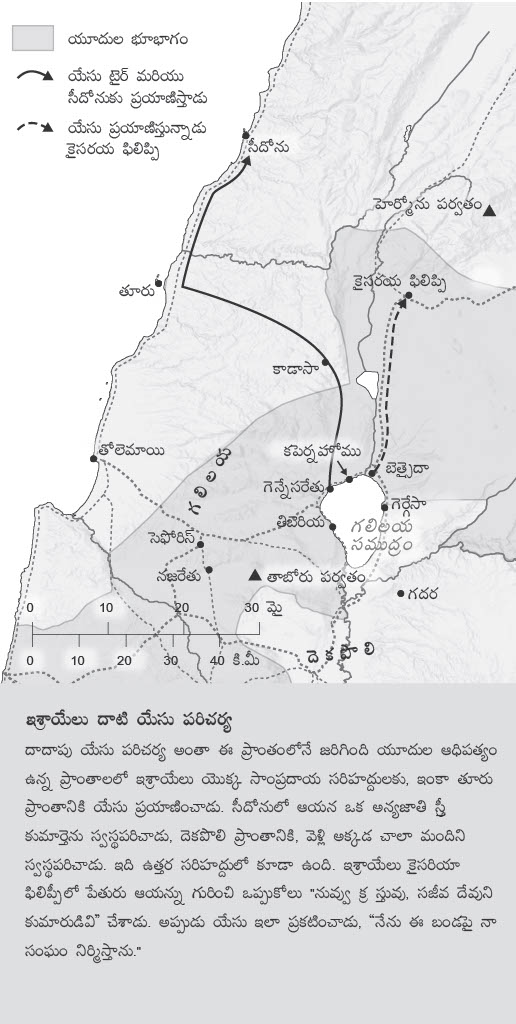 యూదుల భూభాగం
యేసు టైర్ మరియు
సీదోనుకు ప్రయాణిస్తాడు
యేసు ప్రయాణిస్తున్నాడు
కైసరయ ఫిలిప్పి
సీదోను
హెర్మోను పర్వతం
కైసరయ ఫిలిప్పి
తూరు
కాడాసా
తొలెమాయి
కపెర్నహోము
బెత్సైదా
గలిలయ
గెన్నేసరేతు
గెర్గేసా
తిబెరియ
గలిలయ
సముద్రం
సెఫోరిస్
నజరేతు
తాబోరు పర్వతం
గదర
0 10 20 30 మై
0 10 20 30 40 కి.మీ
దెకపొలి
ఇశ్రాయేలు దాటి యేసు పరిచర్య
దాదాపు యేసు పరిచర్య అంతా ఈ ప్రాంతంలోనే జరిగింది యూదుల ఆధిపత్యం
ఉన్న ప్రాంతాలలో ఇశ్రాయేలు యొక్క సాంప్రదాయ సరిహద్దులకు, ఇంకా తూరు
ప్రాంతానికి యేసు ప్రయాణించాడు. సీదోనులో ఆయన ఒక అన్యజాతి స్త్రీ
కుమార్తెను స్వస్థపరిచాడు, దెకపొలి ప్రాంతానికి, వెళ్లి అక్కడ చాలా మందిని
స్వస్థపరిచాడు. ఇది ఉత్తర సరిహద్దులో కూడా ఉంది. ఇశ్రాయేలు కైసరియా
ఫిలిప్పీలో పేతురు ఆయన్ను గురించి ఒప్పుకోలు "నువ్వు క్ర స్తువు, సజీవ దేవుని
కుమారుడివి” చేశాడు. అప్పుడు యేసు ఇలా ప్రకటించాడు, “నేను ఈ బండపై నా
సంఘం నిర్మిస్తాను."